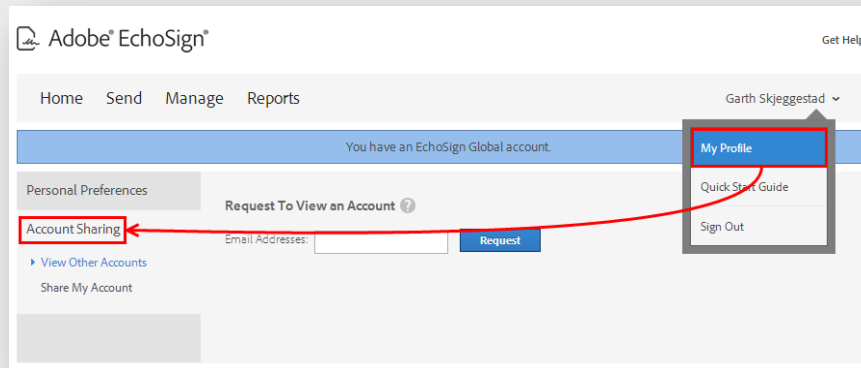 Adobe® EchoSign®
Get Help
Home Send Manage Reports
Garth Skjeggestad
You have an EchoSign Global account.
My Profile
Quick Start Guide
Sign Out
Personal Preferences
Account Sharing
View Other Accounts
Share My Account
Request To View an Account ?
Email Addresses:
Request